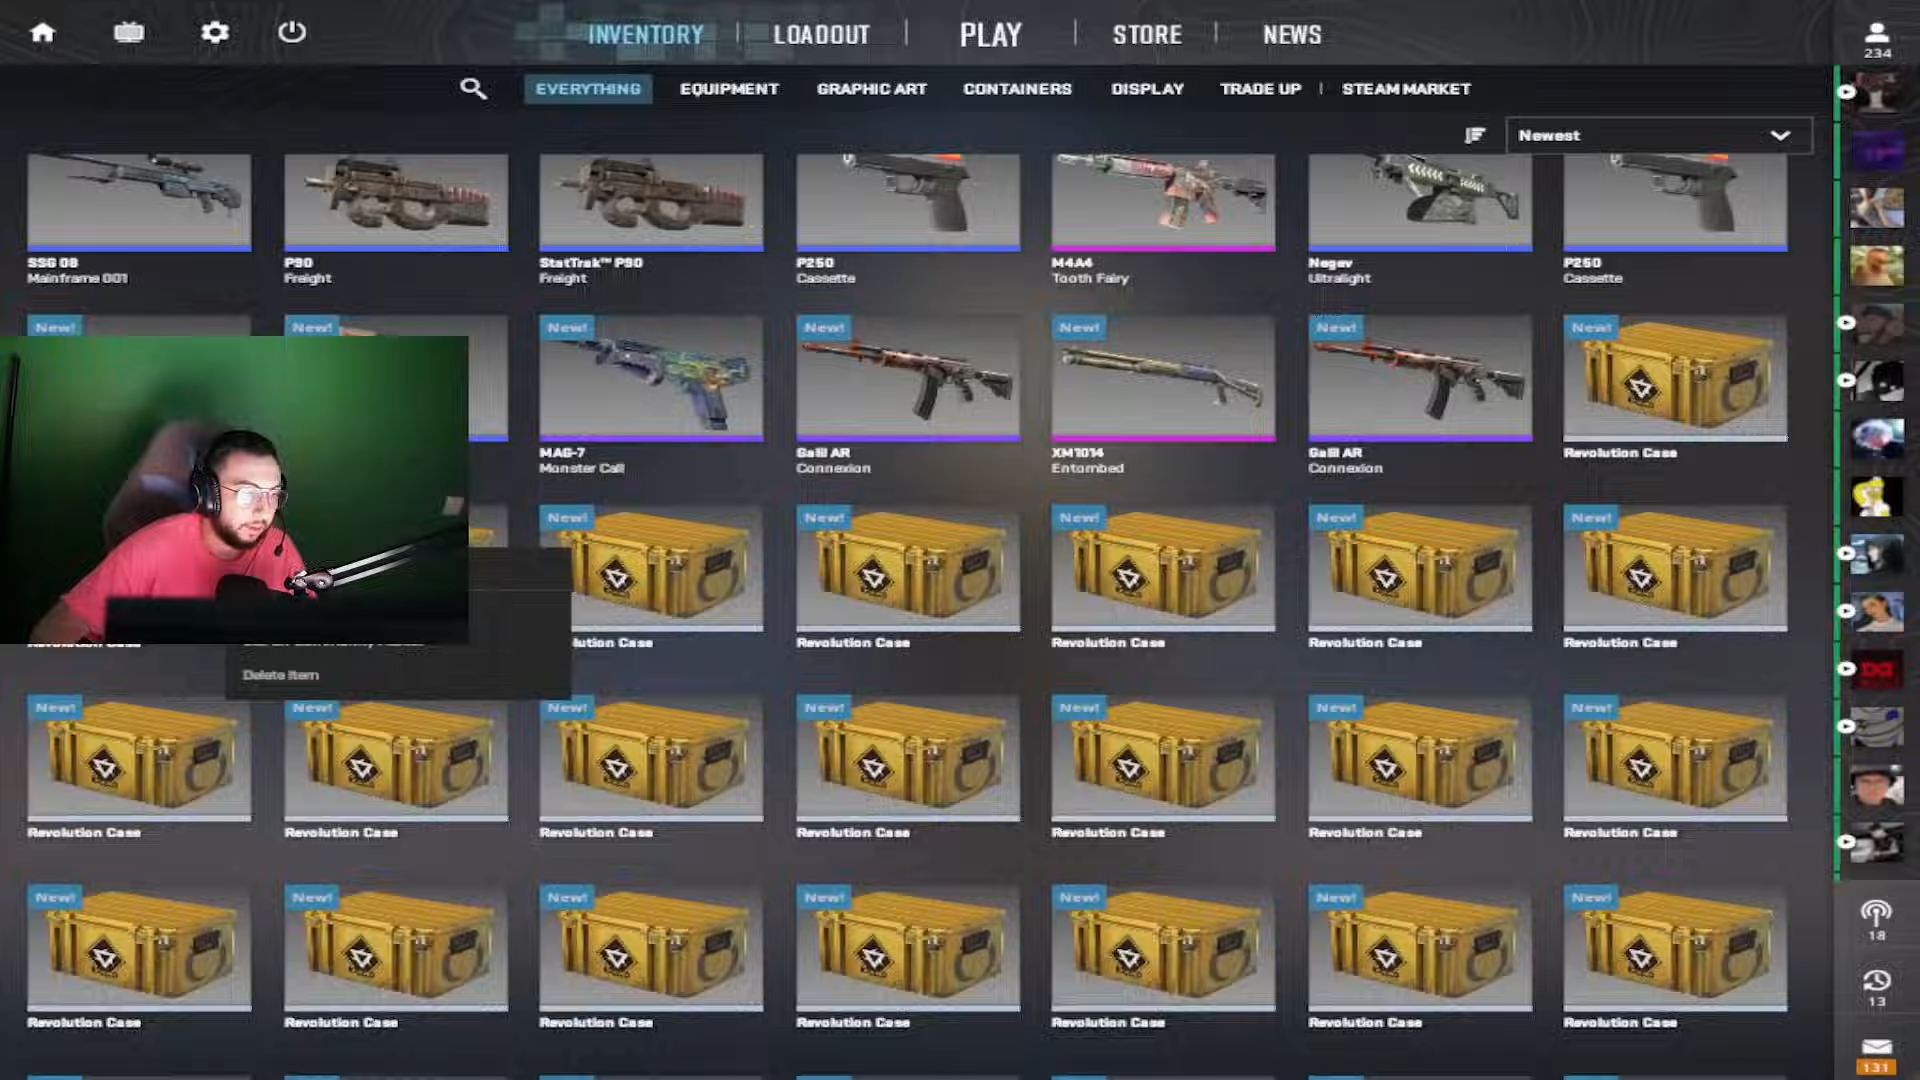 INVENTORY | LOADOUT | PLAY | STORE | NEWS
234
EVERYTHING EQUIPMENT GRAPHIC ART CONTAINERS DISPLAY TRADE UP | STEAM MARKET
Newest
SSG 08 P90 StatTrak™ P90 P250 M4A4 Negev P250
Mainframe 001 Freight Freight Cassette Tooth Fairy Ultralight Cassette
New! New! New! New! New! New! New!
MAG-7 Galil AR XM1014 Galil AR Revolution Case
Monster Call Connexion Entombed Connexion
New! New! New! New! New!
Revolution Case Revolution Case Revolution Case Revolution Case
Delete Item
New! New! New! New! New! New! New!
Revolution Case Revolution Case Revolution Case Revolution Case Revolution Case Revolution Case Revolution Case
New! New! New! New! New! New! New!
18
13
Revolution Case Revolution Case Revolution Case Revolution Case Revolution Case Revolution Case Revolution Case
131